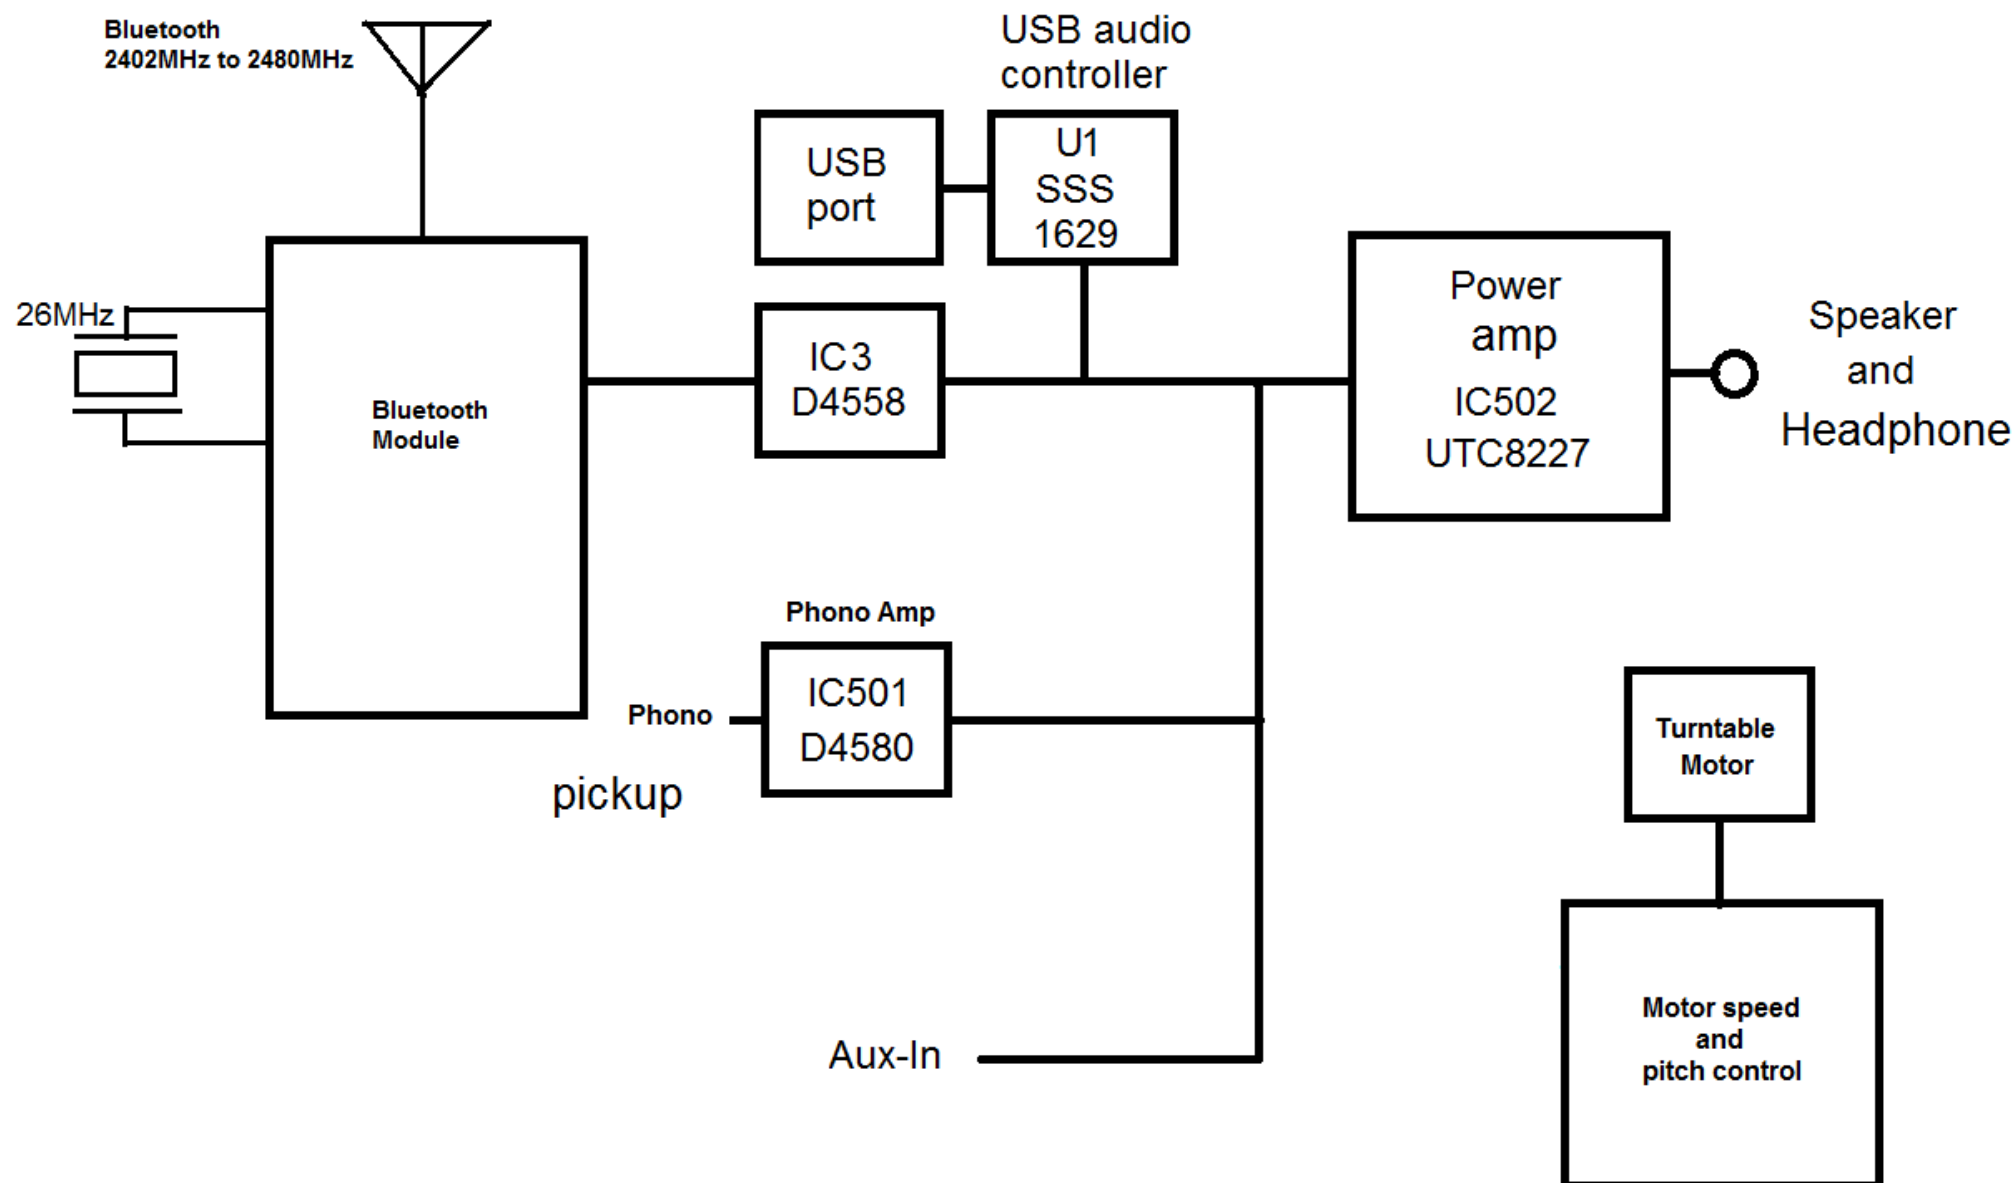 Bluetooth
2402MHz to 2480MHz
USB audio
controller
USB
port
U1
SSS
1629
26MHz
Bluetooth
Module
IC3
D4558
Power
amp
IC502
UTC8227
Speaker
and
Headphone
Phono Amp
IC501
D4580
Phono
pickup
Turntable
Motor
Aux-In
Motor speed
and
pitch control